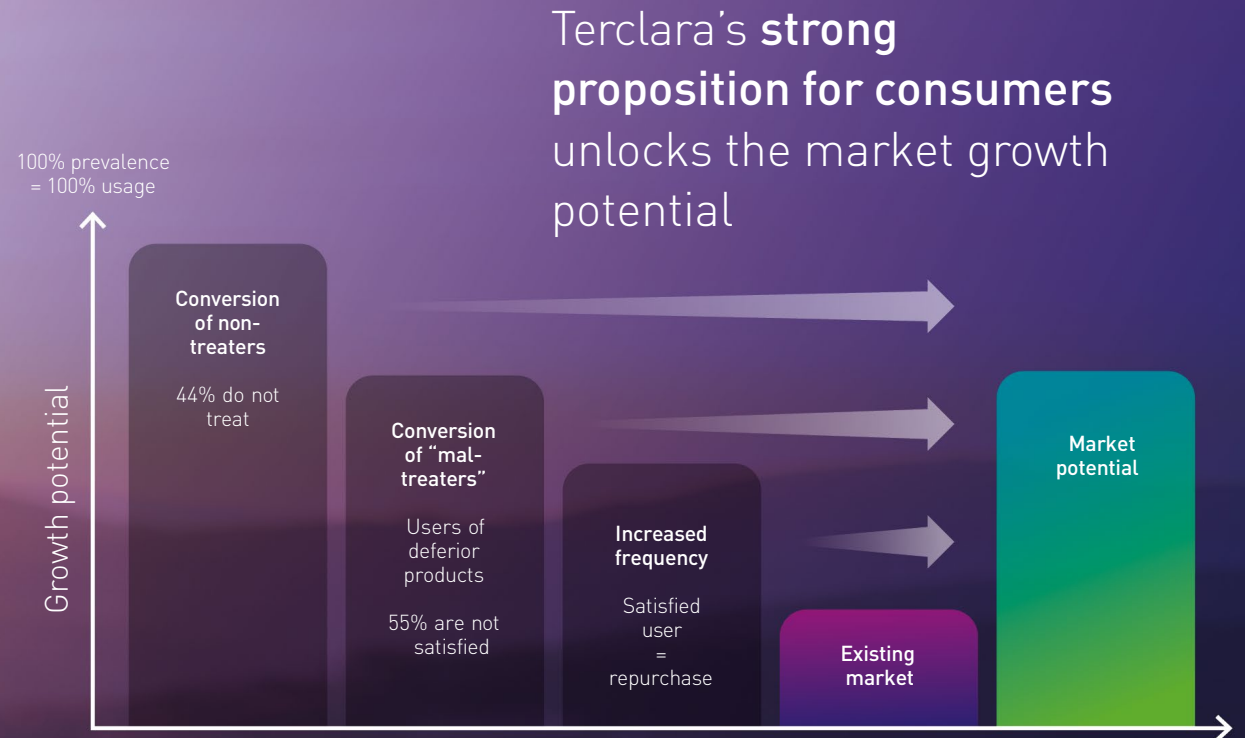 Terclara’s strong
proposition for consumers
unlocks the market growth
potential
100% prevalence
= 100% usage
Growth potential
Conversion
of non-
treaters
44% do not
treat
Conversion
of “mal-
treaters”
Users of
deferior
products
55% are not
satisfied
Increased
frequency
Satisfied
user
=
repurchase
Existing
market
Market
potential